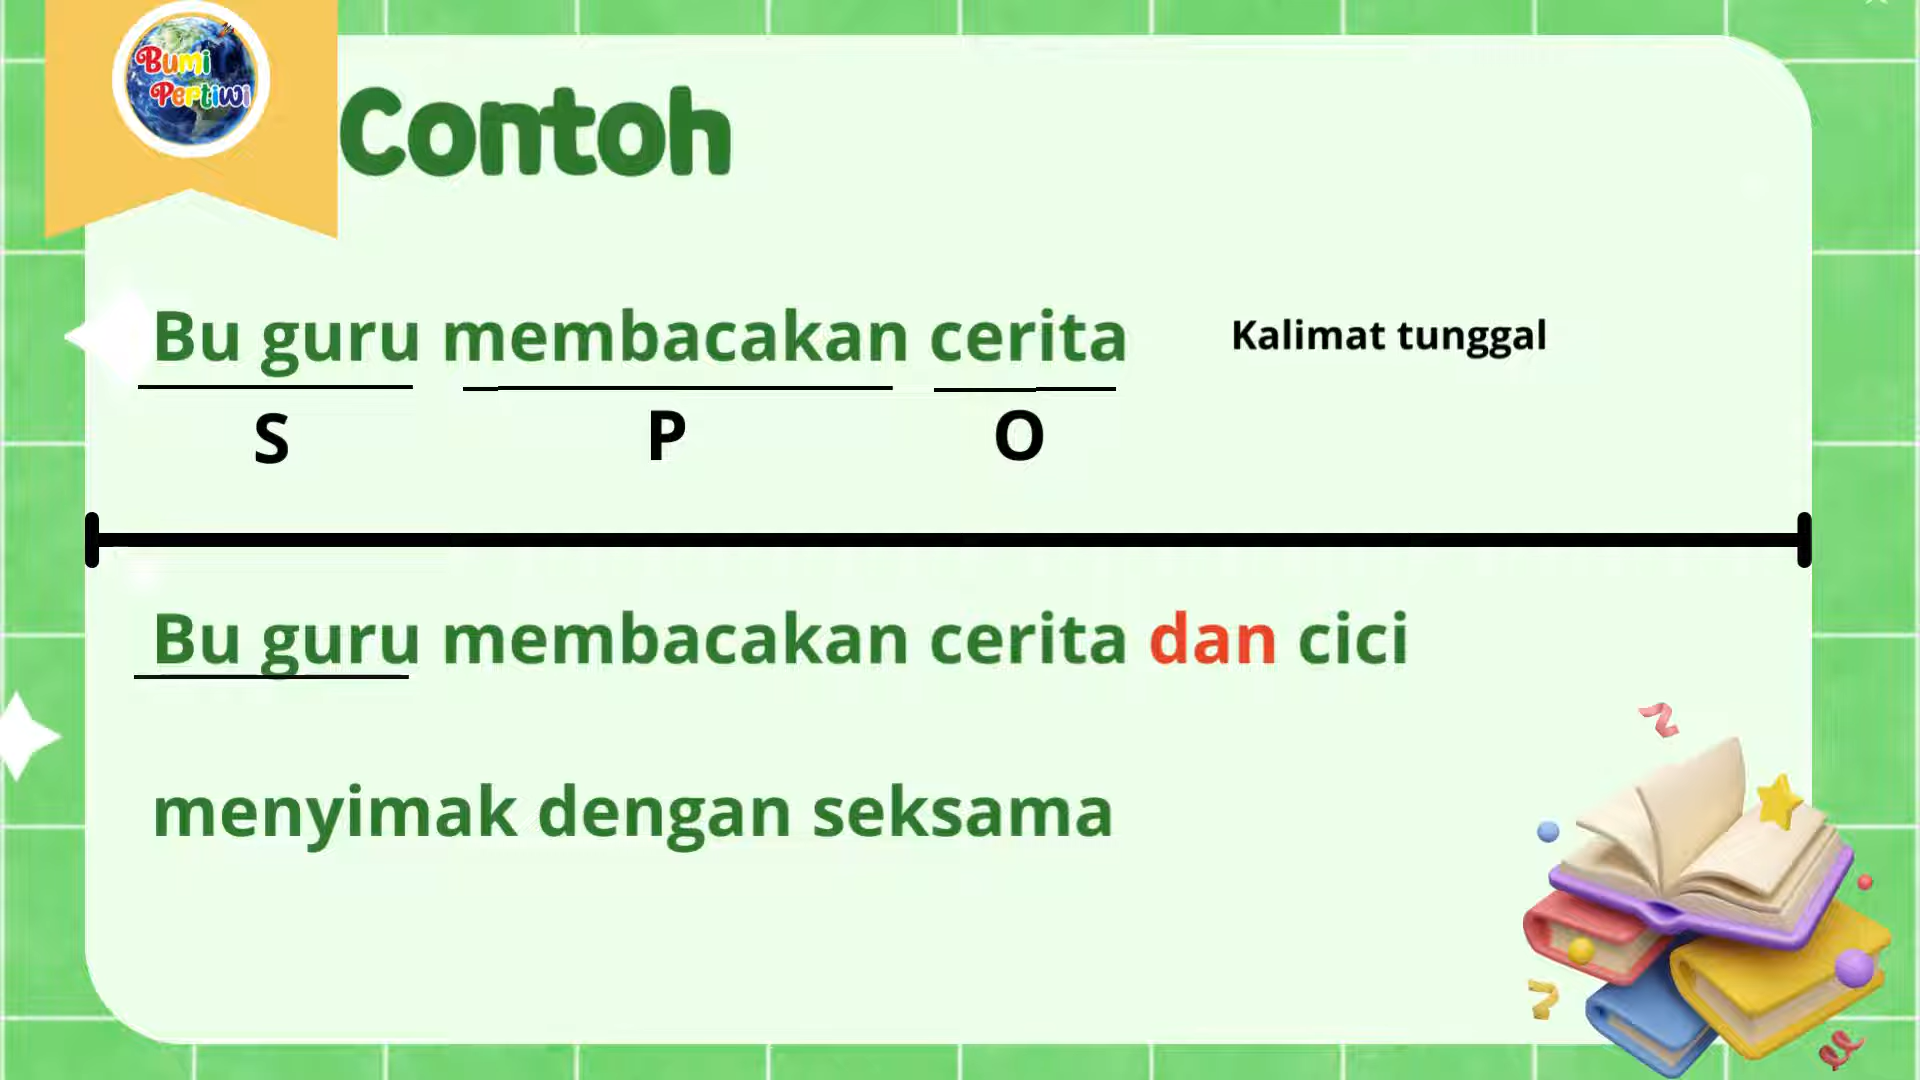 Bumi
Pertiwi
Contoh
Bu guru membacakan cerita Kalimat tunggal
S P O
Bu guru membacakan cerita dan cici
menyimak dengan seksama